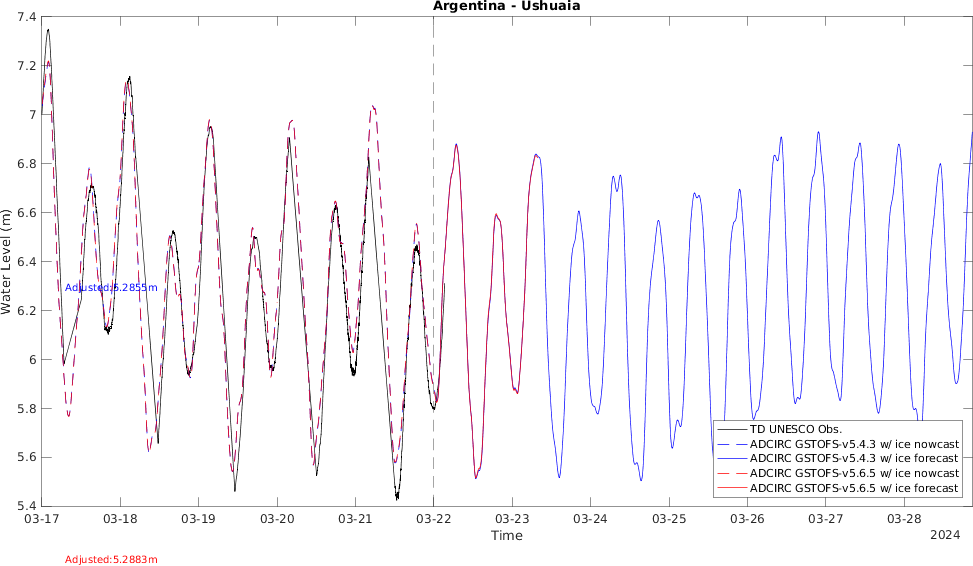 Argentina - Ushuaia
Water Level (m)
7.4
7.2
7
6.8
6.6
6.4
6.2
6
5.8
5.6
5.4
Adjusted:5.2855m
TD UNESCO Obs.
ADCIRC GSTOFS-v5.4.3 w/ ice nowcast
ADCIRC GSTOFS-v5.4.3 w/ ice forecast
ADCIRC GSTOFS-v5.6.5 w/ ice nowcast
ADCIRC GSTOFS-v5.6.5 w/ ice forecast
03-17 03-18 03-19 03-20 03-21 03-22 03-23 03-24 03-25 03-26 03-27 03-28
Time
2024
Adjusted:5.2883m